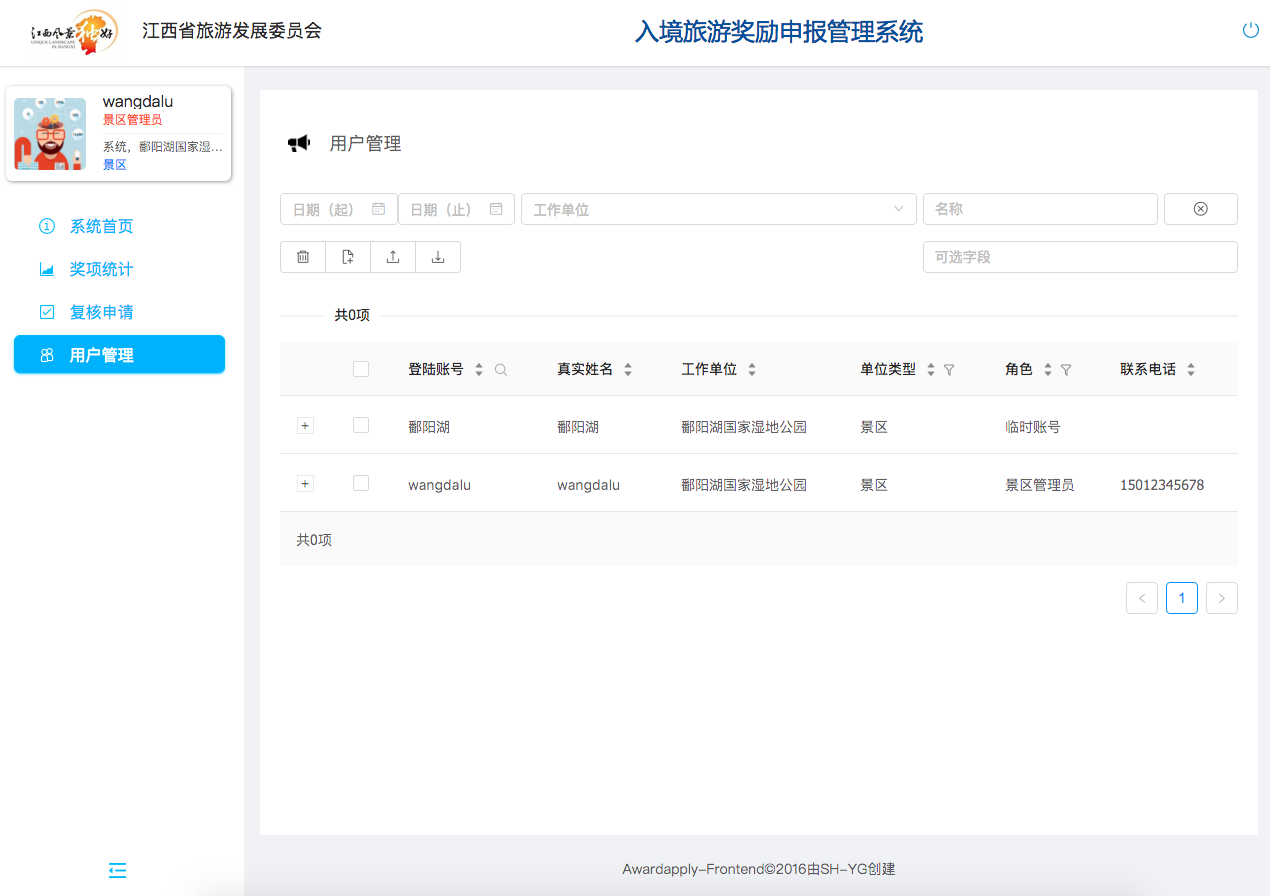 江西风景独好
UNIQUE LANDSCAPE
IN JIANGXI
江西省旅游发展委员会
入境旅游奖励申报管理系统
wangdalu
景区管理员
系统，鄱阳湖国家湿...
景区
系统首页
奖项统计
复核申请
用户管理
用户管理
日期（起） 日期（止） 工作单位 名称
可选字段
共0项
登陆账号 真实姓名 工作单位 单位类型 角色 联系电话
鄱阳湖 鄱阳湖 鄱阳湖国家湿地公园 景区 临时账号
wangdalu wangdalu 鄱阳湖国家湿地公园 景区 景区管理员 15012345678
共0项
< 1 >
Awardapply-Frontend©2016由SH-YG创建